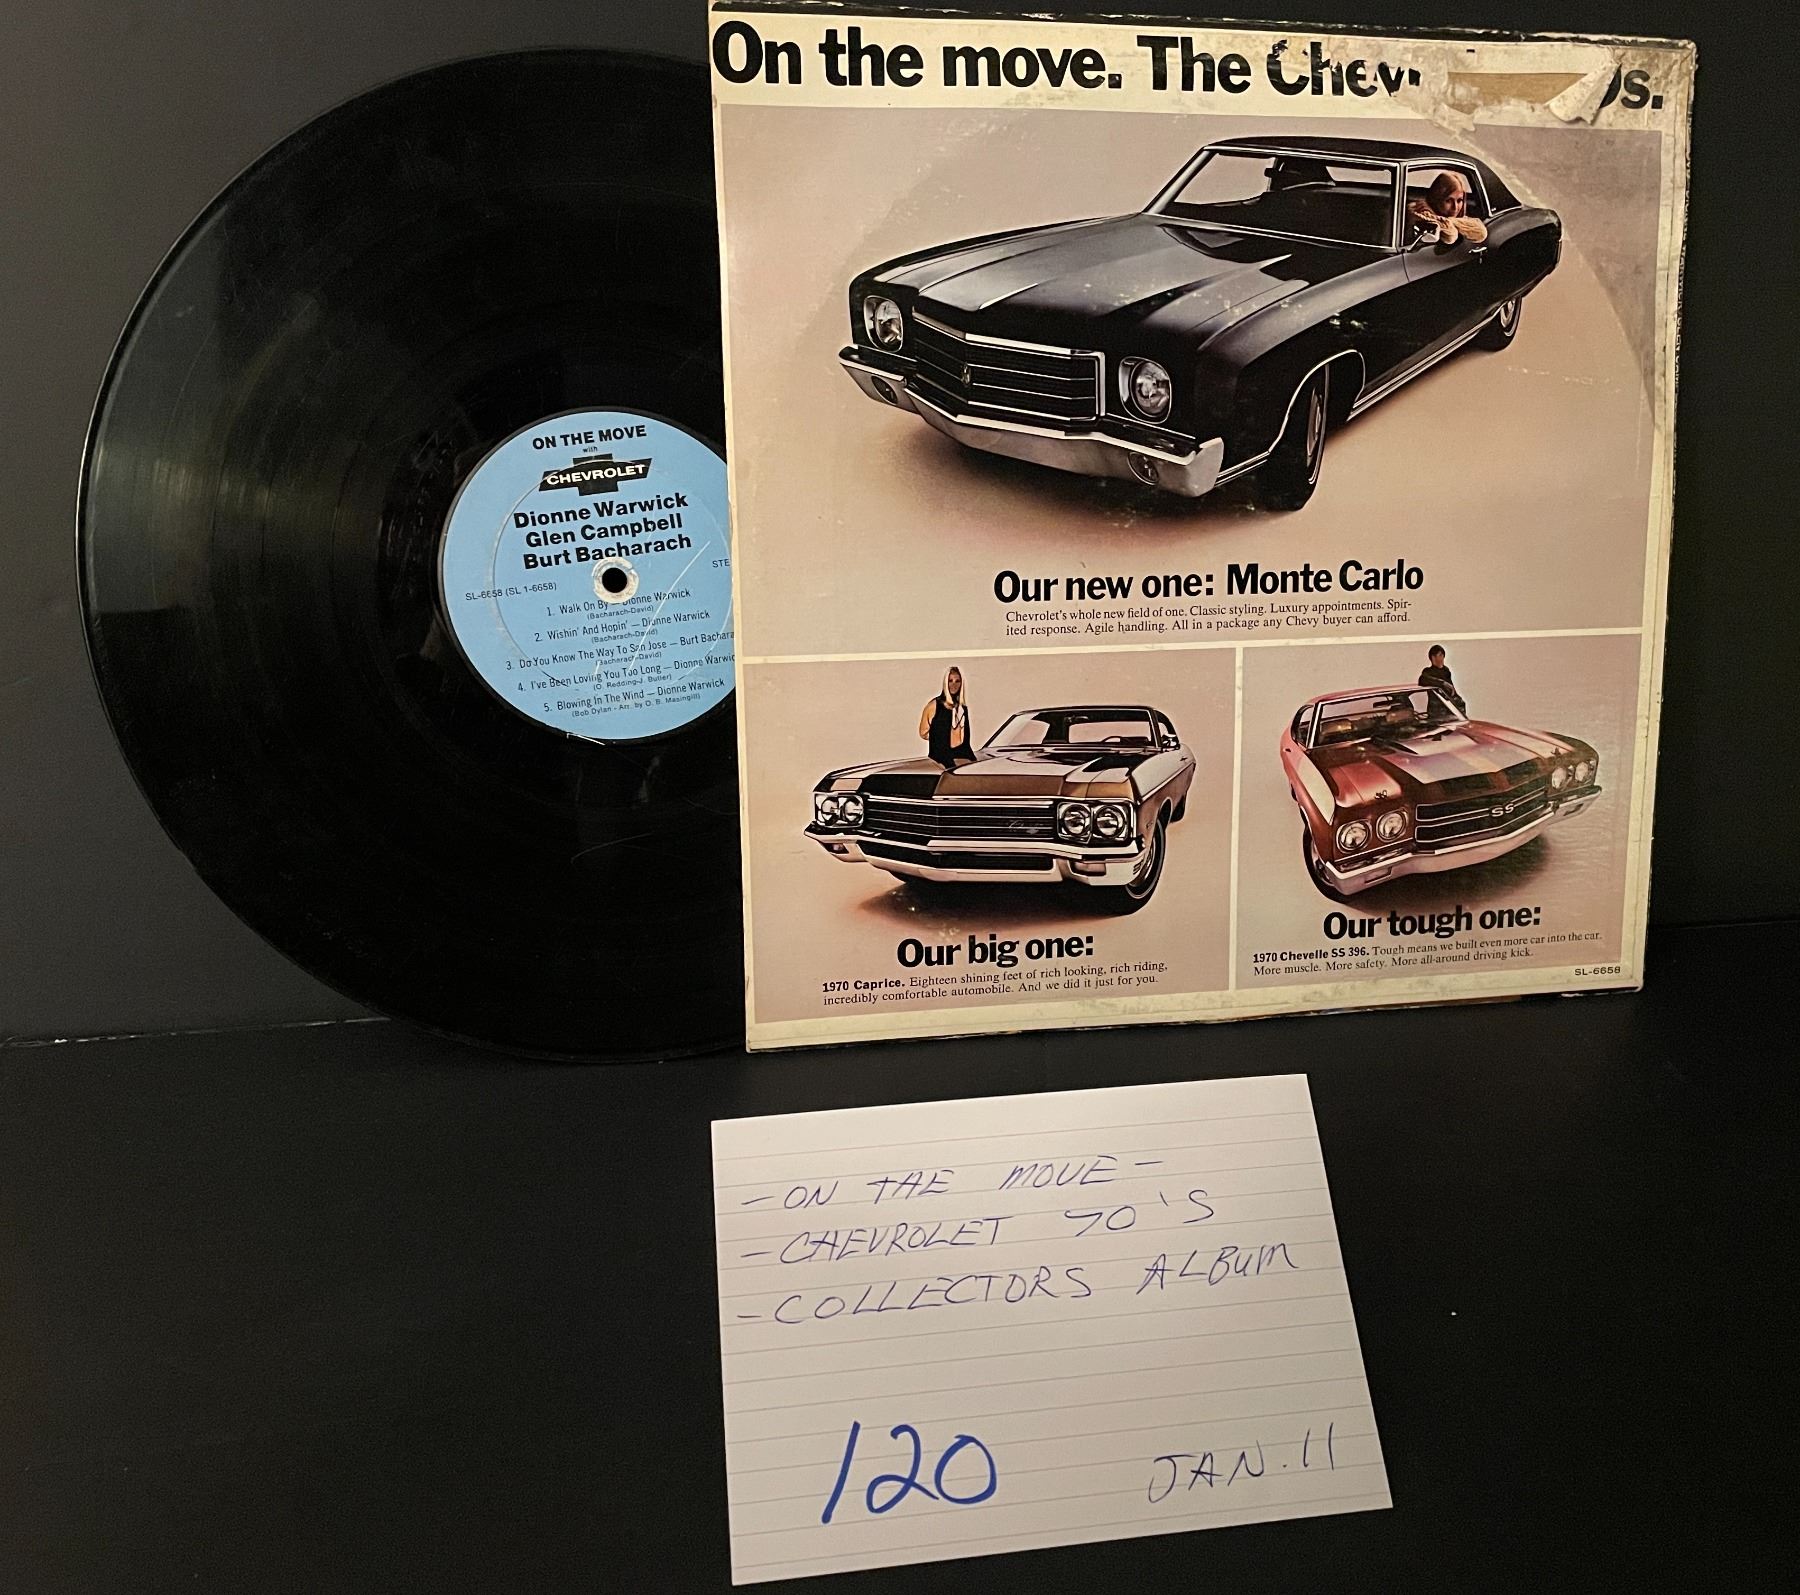 On the move. The Chev s.
ON THE MOVE
with
CHEVROLET
Dionne Warwick
Glen Campbell
Burt Bacharach
SL-6658 (SL 1-6658)
STE
1. Walk On By — Dionne Warwick
(Bacharach-David)
2. Wishin' And Hopin' — Dionne Warwick
(Bacharach-David)
3. Do You Know The Way To San Jose — Burt Bachara
(Bacharach-David)
4. I've Been Loving You Too Long — Dionne Warwic
(O. Redding-J. Butler)
5. Blowing In The Wind — Dionne Warwick
(Bob Dylan - Arr. by O. B. Masingill)
Our new one: Monte Carlo
Chevrolet's whole new field of one. Classic styling. Luxury appointments. Spir-
ited response. Agile handling. All in a package any Chevy buyer can afford.
Our big one:
1970 Caprice. Eighteen shining feet of rich looking, rich riding,
incredibly comfortable automobile. And we did it just for you.
SS
Our tough one:
1970 Chevelle SS 396. Tough means we built even more car into the car.
More muscle. More safety. More all-around driving kick.
SL-6658
- ON THE MOVE -
- CHEVROLET 70'S
- COLLECTORS ALBUM
120
JAN. 11